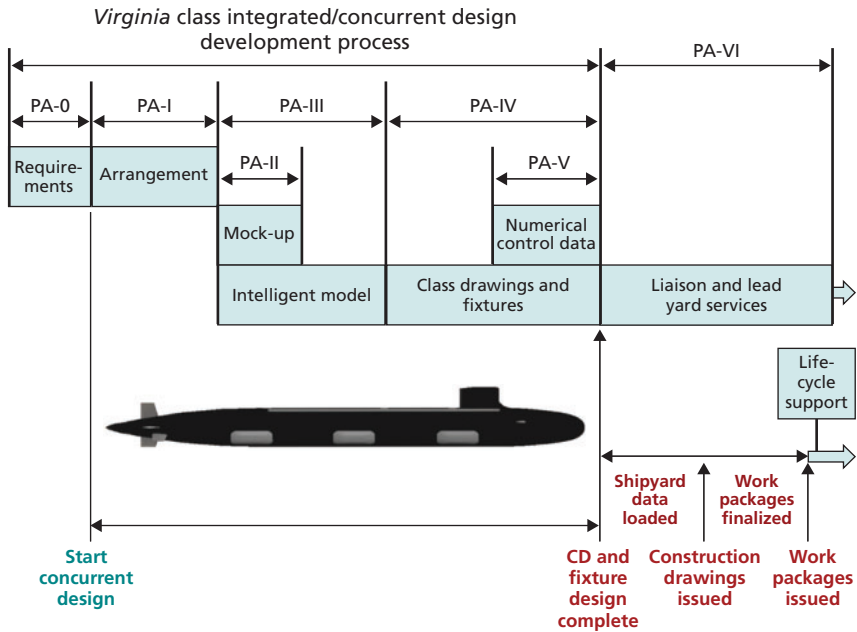 Virginia class integrated/concurrent design
development process
PA-VI
PA-0
PA-I
PA-III
PA-IV
PA-II
PA-V
Require-
ments
Arrangement
Mock-up
Numerical
control data
Intelligent model
Class drawings and
fixtures
Liaison and lead
yard services
Life-
cycle
support
Shipyard
data
loaded
Work
packages
finalized
Start
concurrent
design
CD and
fixture
design
complete
Construction
drawings
issued
Work
packages
issued